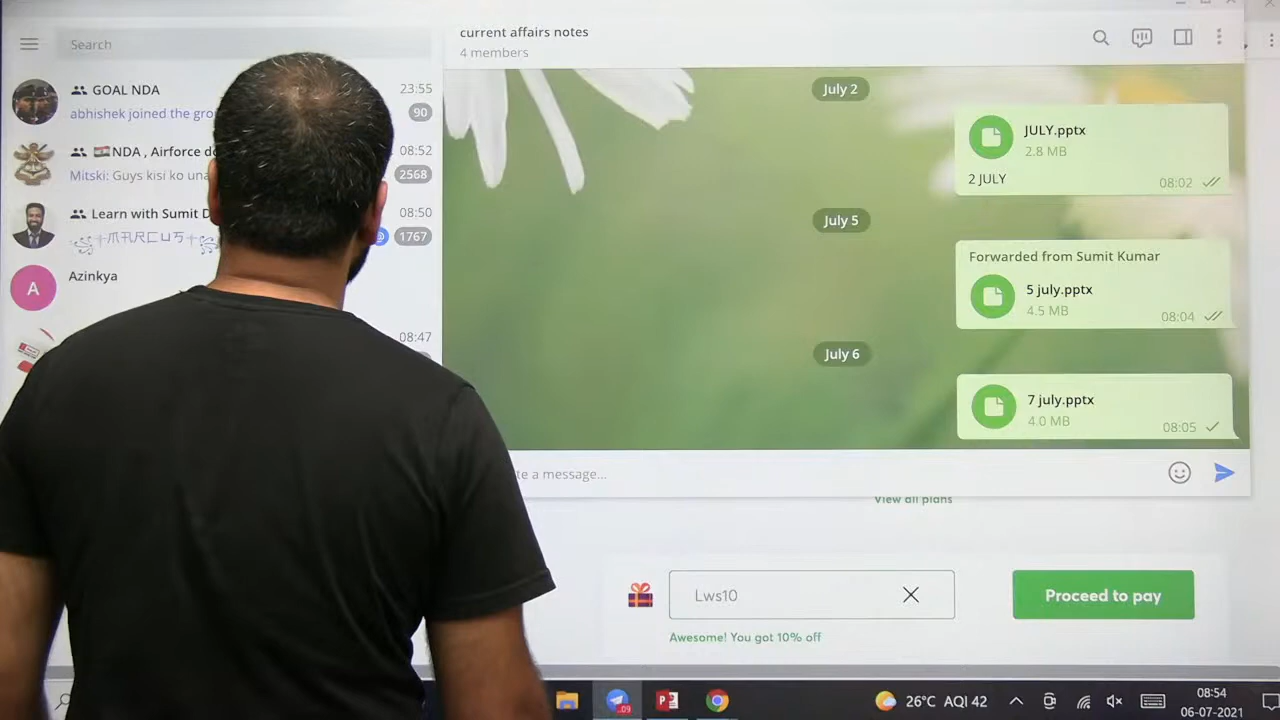 Search
GOAL NDA
23:55
abhishek joined the gro
90
NDA , Airforce
08:52
Mitski: Guys kisi ko una
2568
Learn with Sumit D
08:50
@
1767
A
Azinkya
08:47
current affairs notes
4 members
July 2
JULY.pptx
2.8 MB
2 JULY
08:02
July 5
Forwarded from Sumit Kumar
5 july.pptx
4.5 MB
08:04
July 6
7 july.pptx
4.0 MB
08:05
te a message...
View all plans
Lws10
Proceed to pay
Awesome! You got 10% off
.09
26°C AQI 42
08:54
06-07-2021